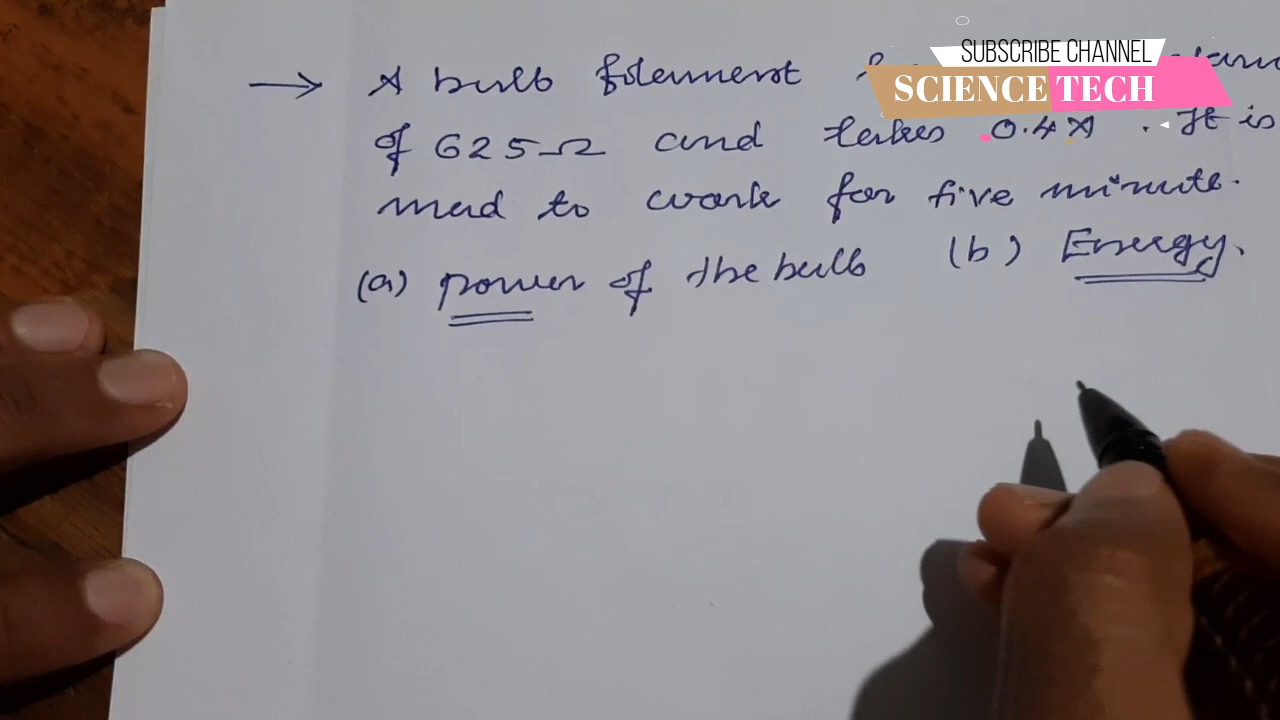 SUBSCRIBE CHANNEL
SCIENCE TECH
→ A bulb filement
of 625Ω and takes 0.4A . It is
mad to work for five minute.
(a) power of the bulb (b) Energy.